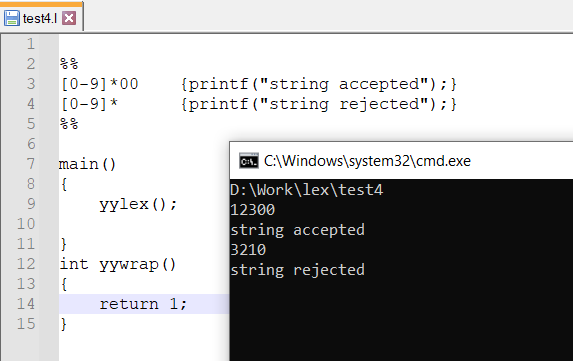 test4.l
1
2 %%
3 [0-9]*00 {printf("string accepted");}
4 [0-9]* {printf("string rejected");}
5 %%
6
7 main()
8 {
9 yylex();
10
11 }
12 int yywrap()
13 {
14 return 1;
15 }
C:\Windows\system32\cmd.exe
D:\Work\lex\test4
12300
string accepted
3210
string rejected